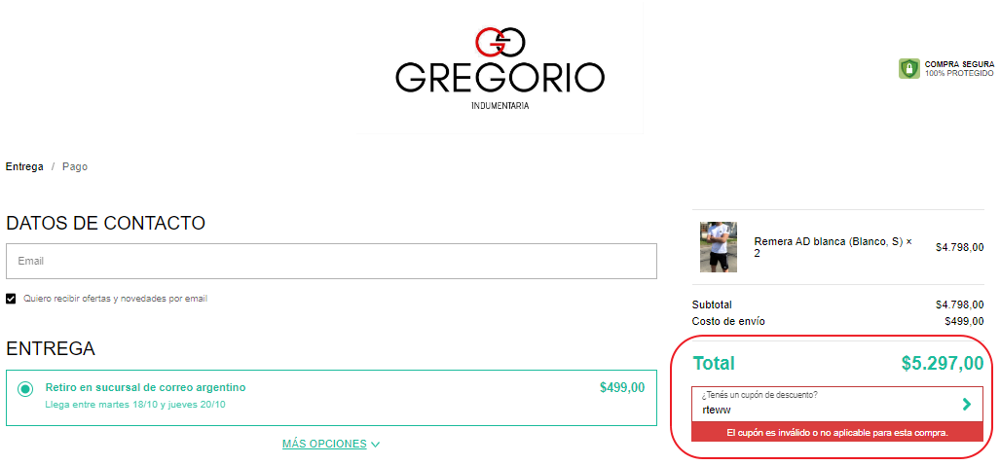 GREGORIO
INDUMENTARIA
COMPRA SEGURA
100% PROTEGIDO
Entrega / Pago
DATOS DE CONTACTO
Email
Quiero recibir ofertas y novedades por email
ENTREGA
Retiro en sucursal de correo argentino $499,00
Llega entre martes 18/10 y jueves 20/10
MÁS OPCIONES
Remera AD blanca (Blanco, S) × $4.798,00
2
Subtotal $4.798,00
Costo de envío $499,00
Total $5.297,00
¿Tenés un cupón de descuento?
rteww
El cupón es inválido o no aplicable para esta compra.